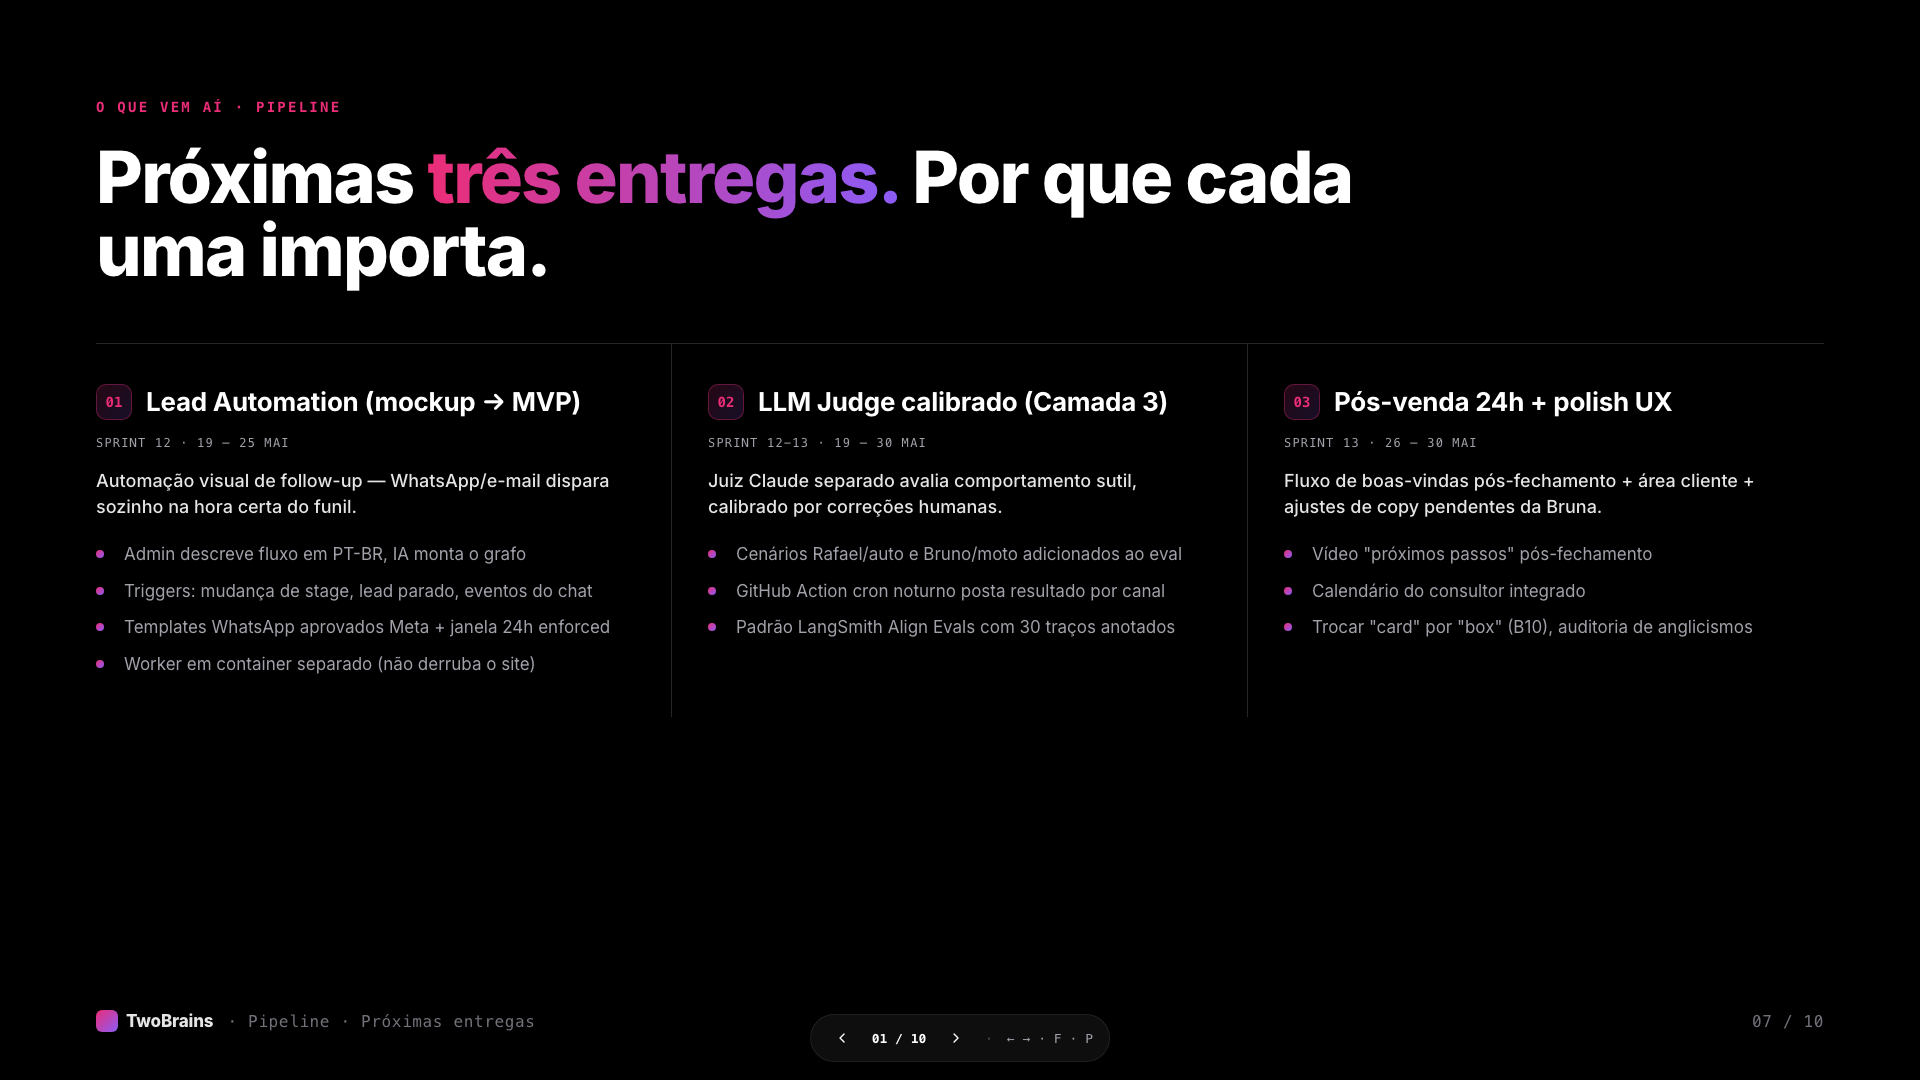 O QUE VEM AÍ · PIPELINE
Próximas três entregas. Por que cada
uma importa.
01
Lead Automation (mockup → MVP)
SPRINT 12 · 19 – 25 MAI
Automação visual de follow-up — WhatsApp/e-mail dispara
sozinho na hora certa do funil.
Admin descreve fluxo em PT-BR, IA monta o grafo
Triggers: mudança de stage, lead parado, eventos do chat
Templates WhatsApp aprovados Meta + janela 24h enforced
Worker em container separado (não derruba o site)
02
LLM Judge calibrado (Camada 3)
SPRINT 12–13 · 19 – 30 MAI
Juiz Claude separado avalia comportamento sutil,
calibrado por correções humanas.
Cenários Rafael/auto e Bruno/moto adicionados ao eval
GitHub Action cron noturno posta resultado por canal
Padrão LangSmith Align Evals com 30 traços anotados
03
Pós-venda 24h + polish UX
SPRINT 13 · 26 – 30 MAI
Fluxo de boas-vindas pós-fechamento + área cliente +
ajustes de copy pendentes da Bruna.
Vídeo "próximos passos" pós-fechamento
Calendário do consultor integrado
Trocar "card" por "box" (B10), auditoria de anglicismos
TwoBrains · Pipeline · Próximas entregas
‹ 01 / 10 › · ← → · F · P
07 / 10